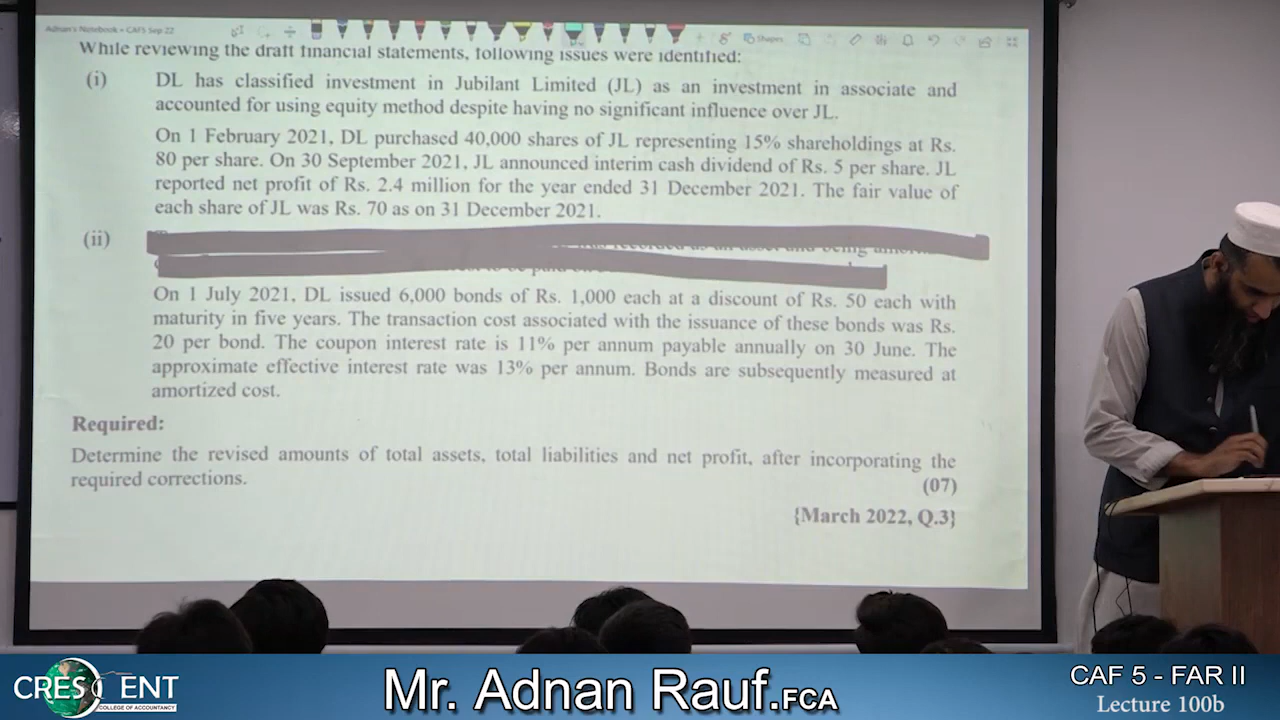 Adnan's Notebook • CAF5 Sep 22
Shapes
While reviewing the draft financial statements, following issues were identified:
(i) DL has classified investment in Jubilant Limited (JL) as an investment in associate and
accounted for using equity method despite having no significant influence over JL.
On 1 February 2021, DL purchased 40,000 shares of JL representing 15% shareholdings at Rs.
80 per share. On 30 September 2021, JL announced interim cash dividend of Rs. 5 per share. JL
reported net profit of Rs. 2.4 million for the year ended 31 December 2021. The fair value of
each share of JL was Rs. 70 as on 31 December 2021.
(ii)
On 1 July 2021, DL issued 6,000 bonds of Rs. 1,000 each at a discount of Rs. 50 each with
maturity in five years. The transaction cost associated with the issuance of these bonds was Rs.
20 per bond. The coupon interest rate is 11% per annum payable annually on 30 June. The
approximate effective interest rate was 13% per annum. Bonds are subsequently measured at
amortized cost.
Required:
Determine the revised amounts of total assets, total liabilities and net profit, after incorporating the
required corrections.
(07)
{March 2022, Q.3}
CRESCENT
COLLEGE OF ACCOUNTANCY
Mr. Adnan Rauf.FCA
CAF 5 - FAR II
Lecture 100b